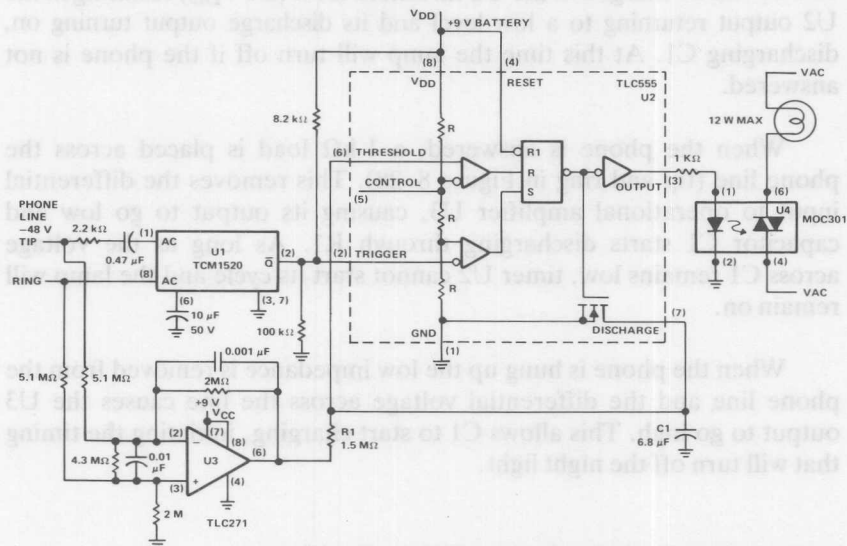 U2 output returning to a low level and its discharge output turning on,
discharging C1. At this time the lamp will turn off if the phone is not
answered.
When the phone is answered load is placed across the
phone line This removes the differential
operational amplifier U3, causing its output to go low and
capacitor C1 starts discharging through R1. As long as the voltage
across C1 remains low, timer U2 cannot start its cycle and the lamp will
remain on.
When the phone is hung up the low impedance is removed from the
phone line and the differential voltage across the line causes the U3
output to go high. This allows C1 to start charging, the timing
that will turn off the night light.
VDD
+9 V BATTERY
(8)
(4)
VDD
RESET
TLC555
U2
VAC
12 W MAX
8.2 kΩ
R
(6) THRESHOLD
R1
R
S
1 KΩ
CONTROL
(5)
OUTPUT
(3)
(1)
U4
MOC301
PHONE
LINE
−48 V
TIP
2.2 kΩ
0.47 µF
(1)
AC
U1
TCM1520
(2)
(2) TRIGGER
RING
(8)
AC
(6)
(3, 7)
R
(2)
(4)
VAC
10 µF
50 V
100 kΩ
GND
(1)
DISCHARGE
(7)
0.001 µF
5.1 MΩ
5.1 MΩ
2MΩ
+9 V
VCC
(7)
(2)
(8)
4.3 MΩ
0.01
µF
U3
(6)
(3)
(4)
R1
1.5 MΩ
C1
6.8 µF
2 M
TLC271